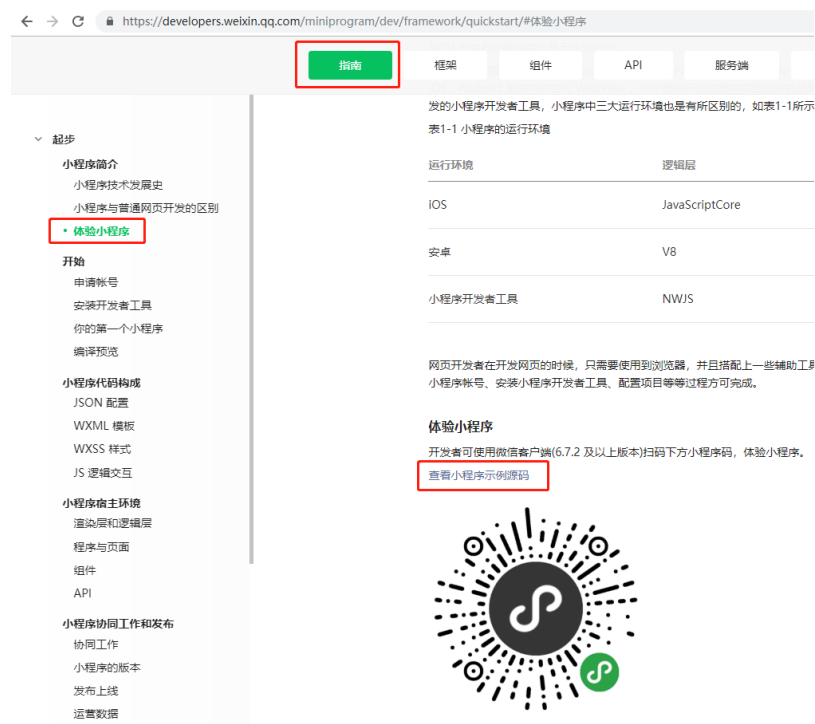 https://developers.weixin.qq.com/miniprogram/dev/framework/quickstart/#体验小程序
指南 框架 组件 API 服务端
发的小程序开发者工具，小程序中三大运行环境也是有所区别的，如表1-1所示
表1-1 小程序的运行环境
运行环境 逻辑层
iOS JavaScriptCore
安卓 V8
小程序开发者工具 NWJS
网页开发者在开发网页的时候，只需要使用到浏览器，并且搭配上一些辅助工具
小程序帐号、安装小程序开发者工具、配置项目等等过程方可完成。
体验小程序
开发者可使用微信客户端(6.7.2 及以上版本)扫码下方小程序码，体验小程序。
查看小程序示例源码
起步
小程序简介
小程序技术发展史
小程序与普通网页开发的区别
体验小程序
开始
申请帐号
安装开发者工具
你的第一个小程序
编译预览
小程序代码构成
JSON 配置
WXML 模板
WXSS 样式
JS 逻辑交互
小程序宿主环境
渲染层和逻辑层
程序与页面
组件
API
小程序协同工作和发布
协同工作
小程序的版本
发布上线
运营数据